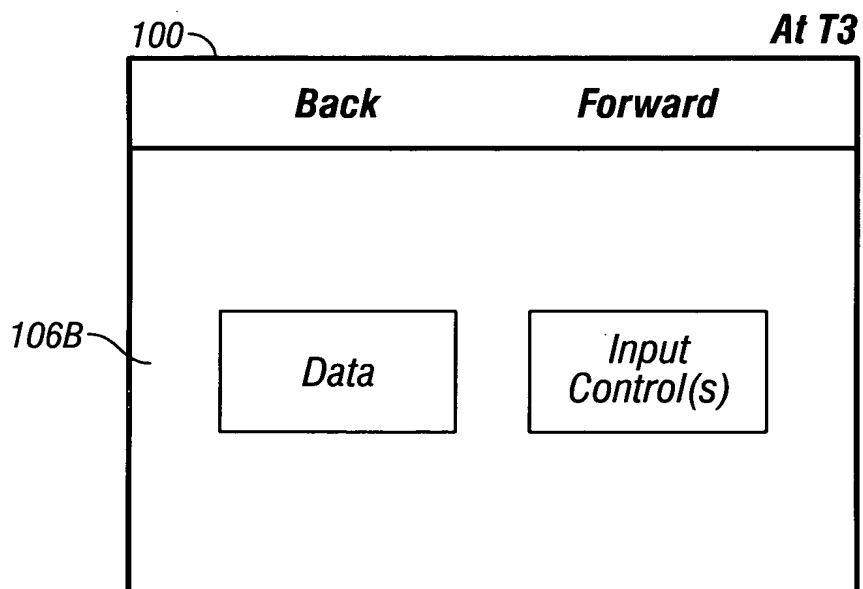 At T3
100
Back Forward
106B
Data
Input
Control(s)